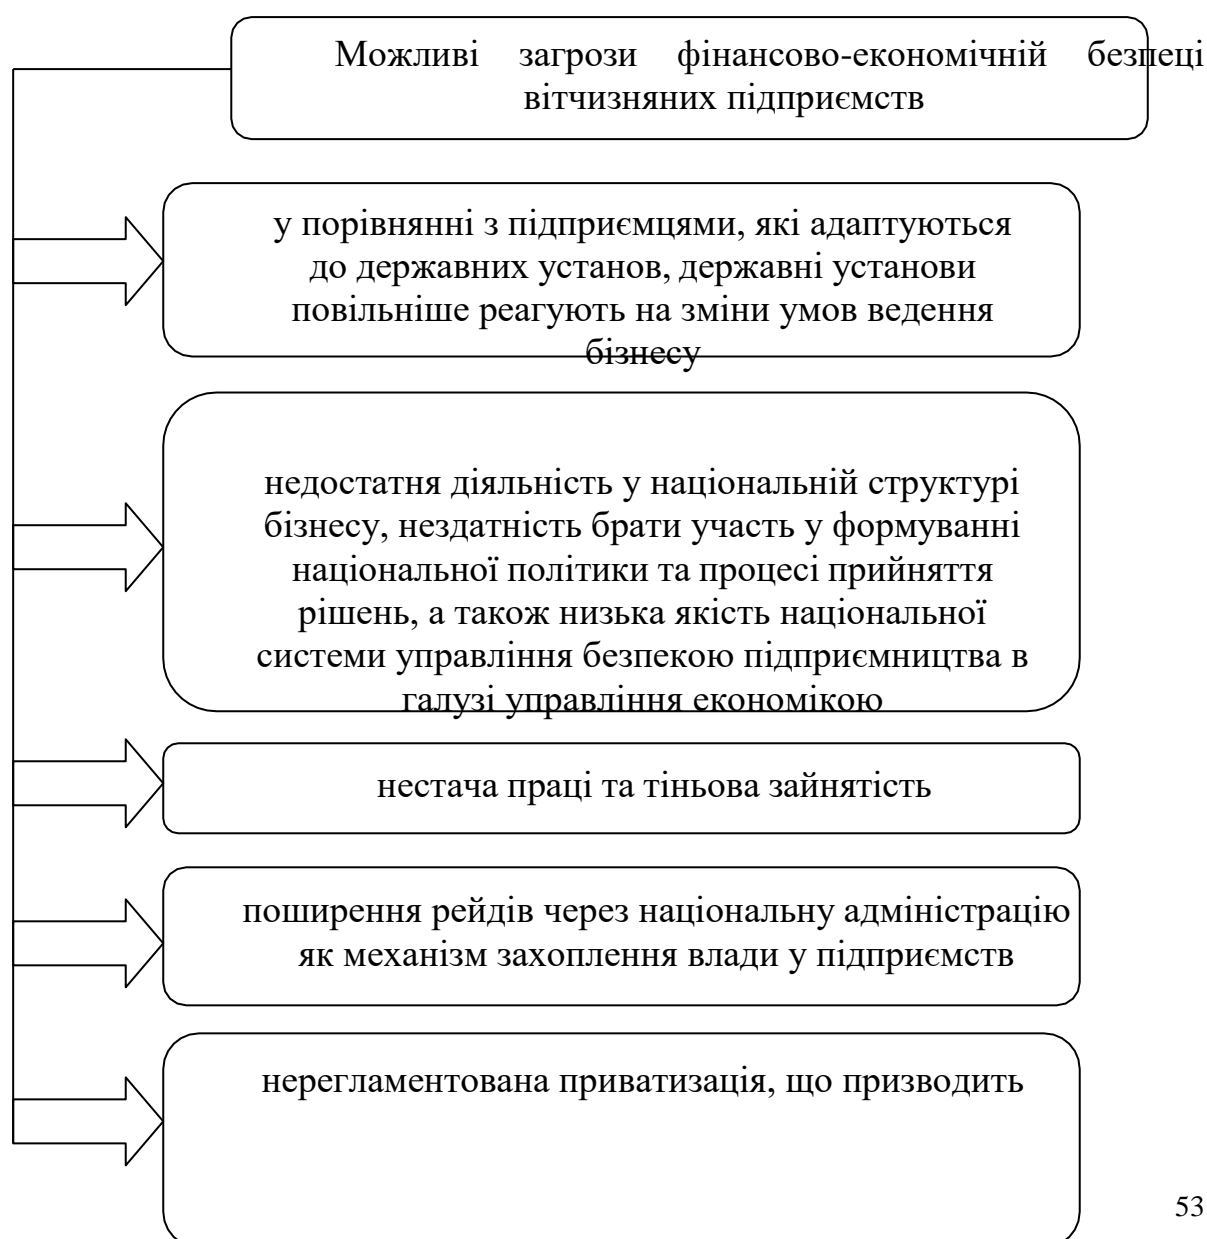 Можливі загрози фінансово-економічній безпеці
вітчизняних підприємств
у порівнянні з підприємцями, які адаптуються
до державних установ, державні установи
повільніше реагують на зміни умов ведення
бізнесу
недостатня діяльність у національній структурі
бізнесу, нездатність брати участь у формуванні
національної політики та процесі прийняття
рішень, а також низька якість національної
системи управління безпекою підприємництва в
галузі управління економікою
нестача праці та тіньова зайнятість
поширення рейдів через національну адміністрацію
як механізм захоплення влади у підприємств
нерегламентована приватизація, що призводить
53